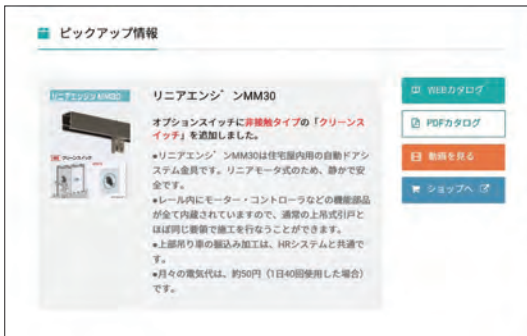 ピックアップ情報
リニアエンジンMM30
リニアエンシ゛ンMM30
オプションスイッチに非接触タイプの「クリーンス
イッチ」を追加しました。
●リニアエンシ゛ンMM30は住宅屋内用の自動ドアシ
ステム金具です。リニアモータ式のため、静かで安
全です。
●レール内にモーター・コントローラなどの機能部品
が全て内蔵されていますので、通常の上吊式引戸と
ほぼ同じ要領で施工を行なうことができます。
●上部吊り車の掘込み加工は、HRシステムと共通で
す。
●月々の電気代は、約50円（1日40回使用した場合）
です。
クリーンスイッチ
WEBカタログ
PDFカタログ
動画を見る
ショップへ